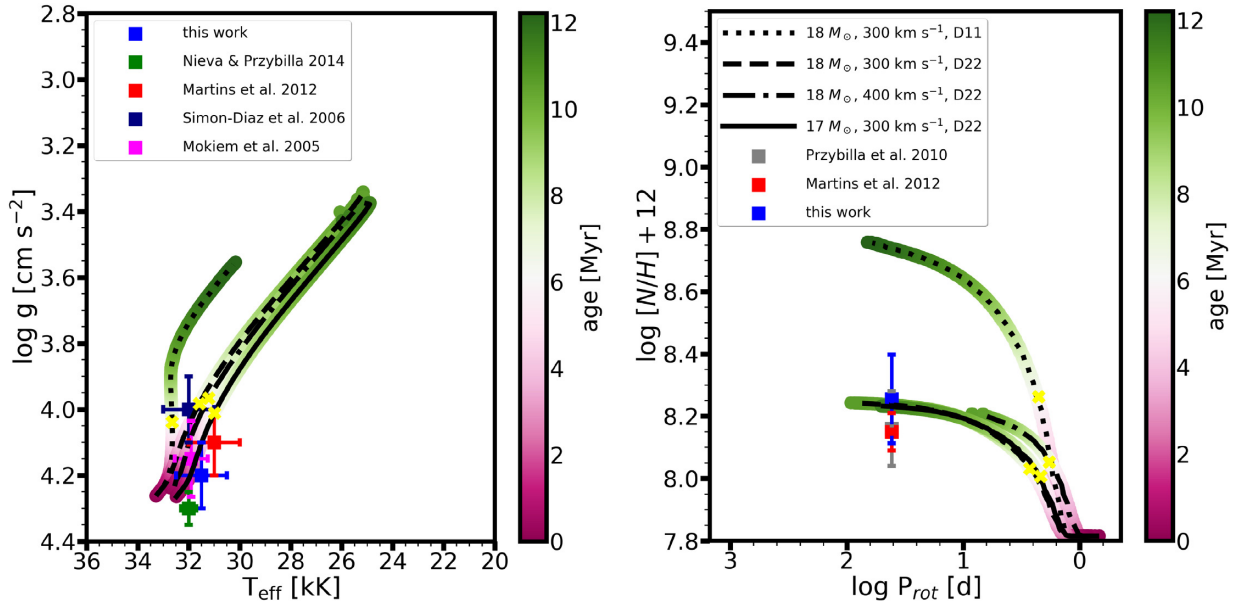 2.8
3.0
3.2
3.4
3.6
3.8
4.0
4.2
4.4
log g [cm s⁻²]
this work
Nieva & Przybilla 2014
Martins et al. 2012
Simon-Diaz et al. 2006
Mokiem et al. 2005
36 34 32 30 28 26 24 22 20
T_eff [kK]
12
10
8
6
4
2
0
age [Myr]
9.4
9.2
9.0
8.8
8.6
8.4
8.2
8.0
7.8
log [N/H] + 12
18 M⊙, 300 km s⁻¹, D11
18 M⊙, 300 km s⁻¹, D22
18 M⊙, 400 km s⁻¹, D22
17 M⊙, 300 km s⁻¹, D22
Przybilla et al. 2010
Martins et al. 2012
this work
3 2 1 0
log P_rot [d]
12
10
8
6
4
2
0
age [Myr]